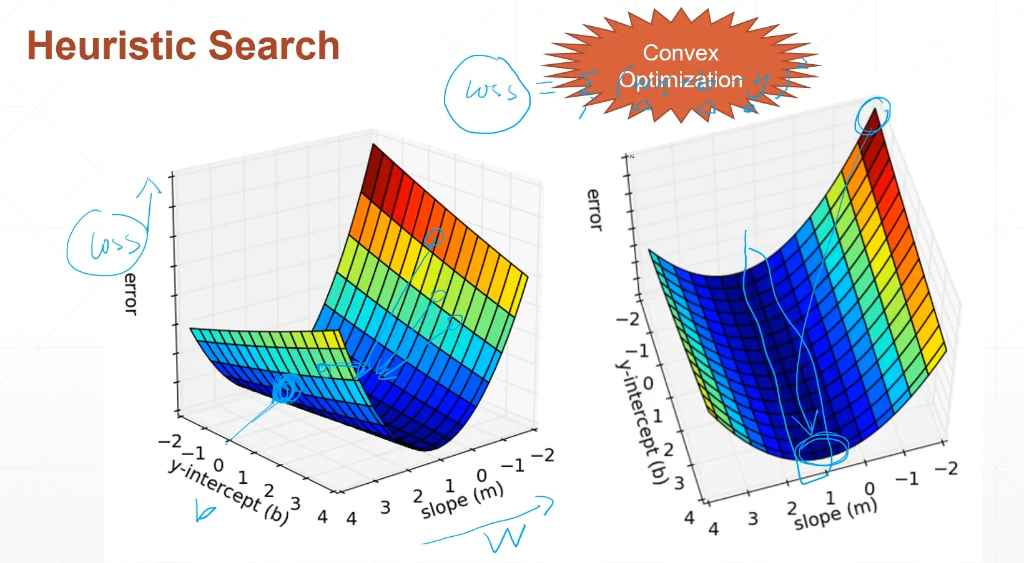 Heuristic Search
Convex
Optimization
loss =
loss
error
-2
-1
0
1
2
3
4
y-intercept (b)
b
4
3
2
1
0
-1
-2
slope (m)
W
error
-2
-1
0
1
2
3
4
y-intercept (b)
4
3
2
1
0
-1
-2
slope (m)